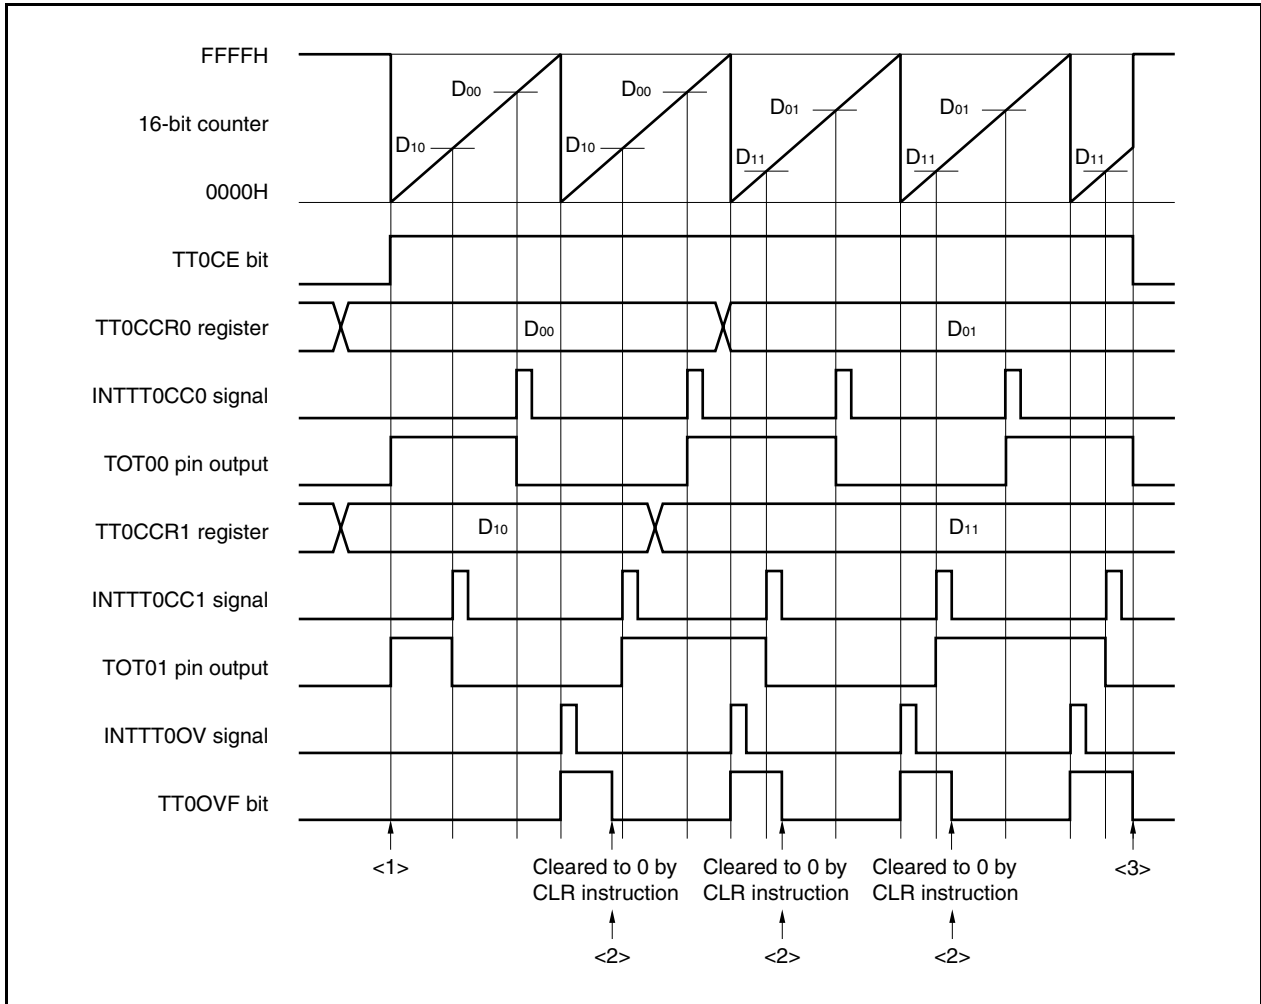 FFFFH
D00
D00
D01
D01
16-bit counter
D10
D10
D11
D11
D11
0000H
TT0CE bit
TT0CCR0 register
D00
D01
INTTT0CC0 signal
TOT00 pin output
TT0CCR1 register
D10
D11
INTTT0CC1 signal
TOT01 pin output
INTTT0OV signal
TT0OVF bit
<1>
Cleared to 0 by
CLR instruction
Cleared to 0 by
CLR instruction
Cleared to 0 by
CLR instruction
<3>
<2>
<2>
<2>